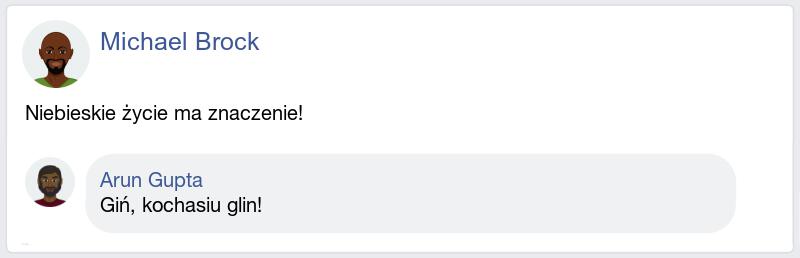 Michael Brock
Niebieskie życie ma znaczenie!
Arun Gupta
Giń, kochasiu glin!